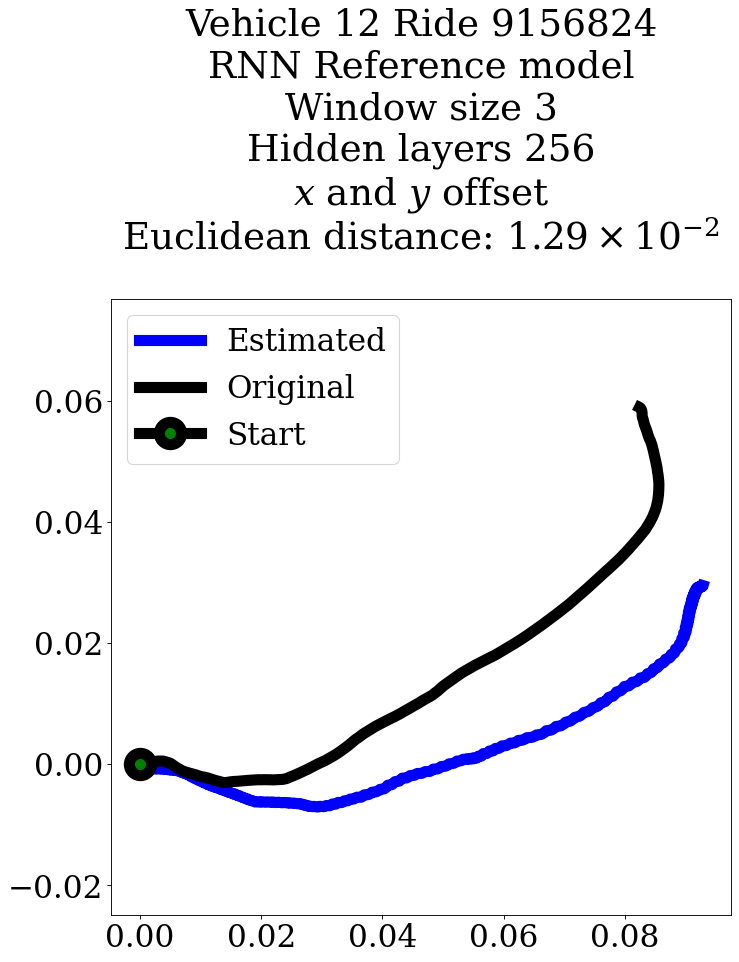 Vehicle 12 Ride 9156824
RNN Reference model
Window size 3
Hidden layers 256
x and y offset
Euclidean distance: 1.29 × 10⁻²
Estimated
Original
Start
0.06
0.04
0.02
0.00
−0.02
0.00 0.02 0.04 0.06 0.08